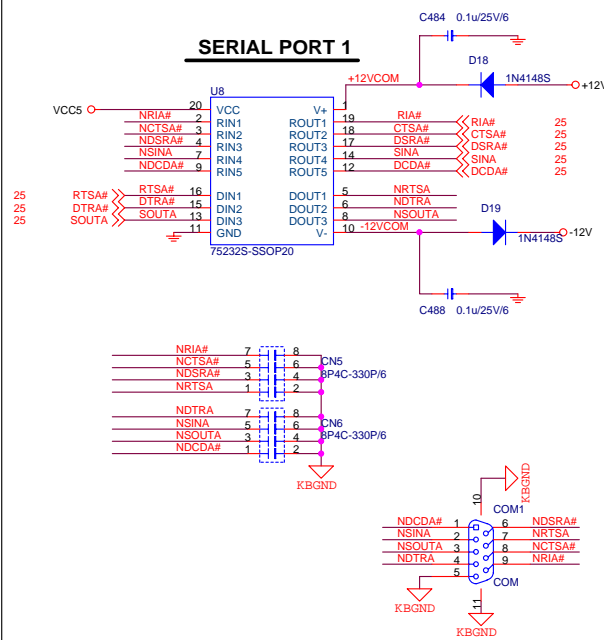 C484 0.1u/25V/6
SERIAL PORT 1
D18
+12VCOM
1N4148S
+12V
U8
VCC5 20 VCC V+ 1
NRIA# 2 RIN1 ROUT1 19 RIA# RIA# 25
NCTSA# 3 RIN2 ROUT2 18 CTSA# CTSA# 25
NDSRA# 4 RIN3 ROUT3 17 DSRA# DSRA# 25
NSINA 7 RIN4 ROUT4 14 SINA SINA 25
NDCDA# 9 RIN5 ROUT5 12 DCDA# DCDA# 25
25 RTSA# RTSA# 16 DIN1 DOUT1 5 NRTSA
25 DTRA# DTRA# 15 DIN2 DOUT2 6 NDTRA
25 SOUTA SOUTA 13 DIN3 DOUT3 8 NSOUTA
11 GND V- 10 -12VCOM
D19
1N4148S
-12V
75232S-SSOP20
C488 0.1u/25V/6
NRIA# 7 8
NCTSA# 5 6 CN5
NDSRA# 3 4 8P4C-330P/6
NRTSA 1 2
NDTRA 7 8
NSINA 5 6 CN6
NSOUTA 3 4 8P4C-330P/6
NDCDA# 1 2
KBGND
KBGND
10
COM1
NDCDA# 1 6 NDSRA#
NSINA 2 7 NRTSA
NSOUTA 3 8 NCTSA#
NDTRA 4 9 NRIA#
5
COM
KBGND
11
KBGND